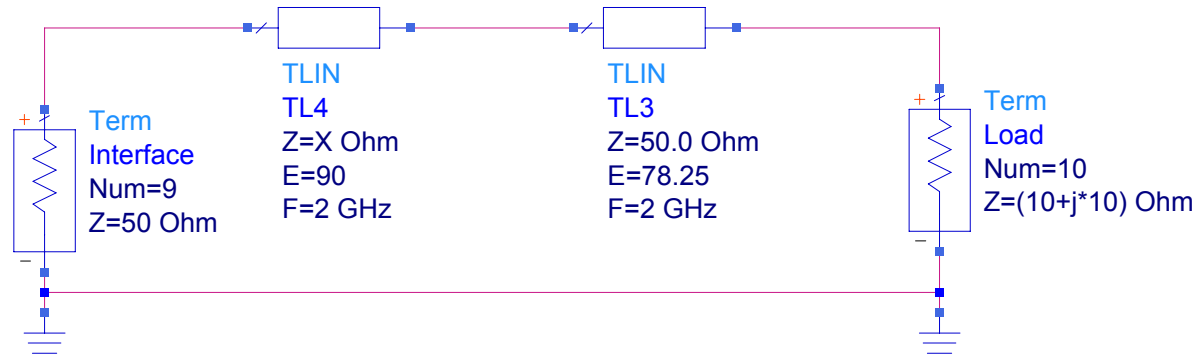 TLIN
TL4
Z=X Ohm
E=90
F=2 GHz
TLIN
TL3
Z=50.0 Ohm
E=78.25
F=2 GHz
+
Term
Interface
Num=9
Z=50 Ohm
−
+
Term
Load
Num=10
Z=(10+j*10) Ohm
−